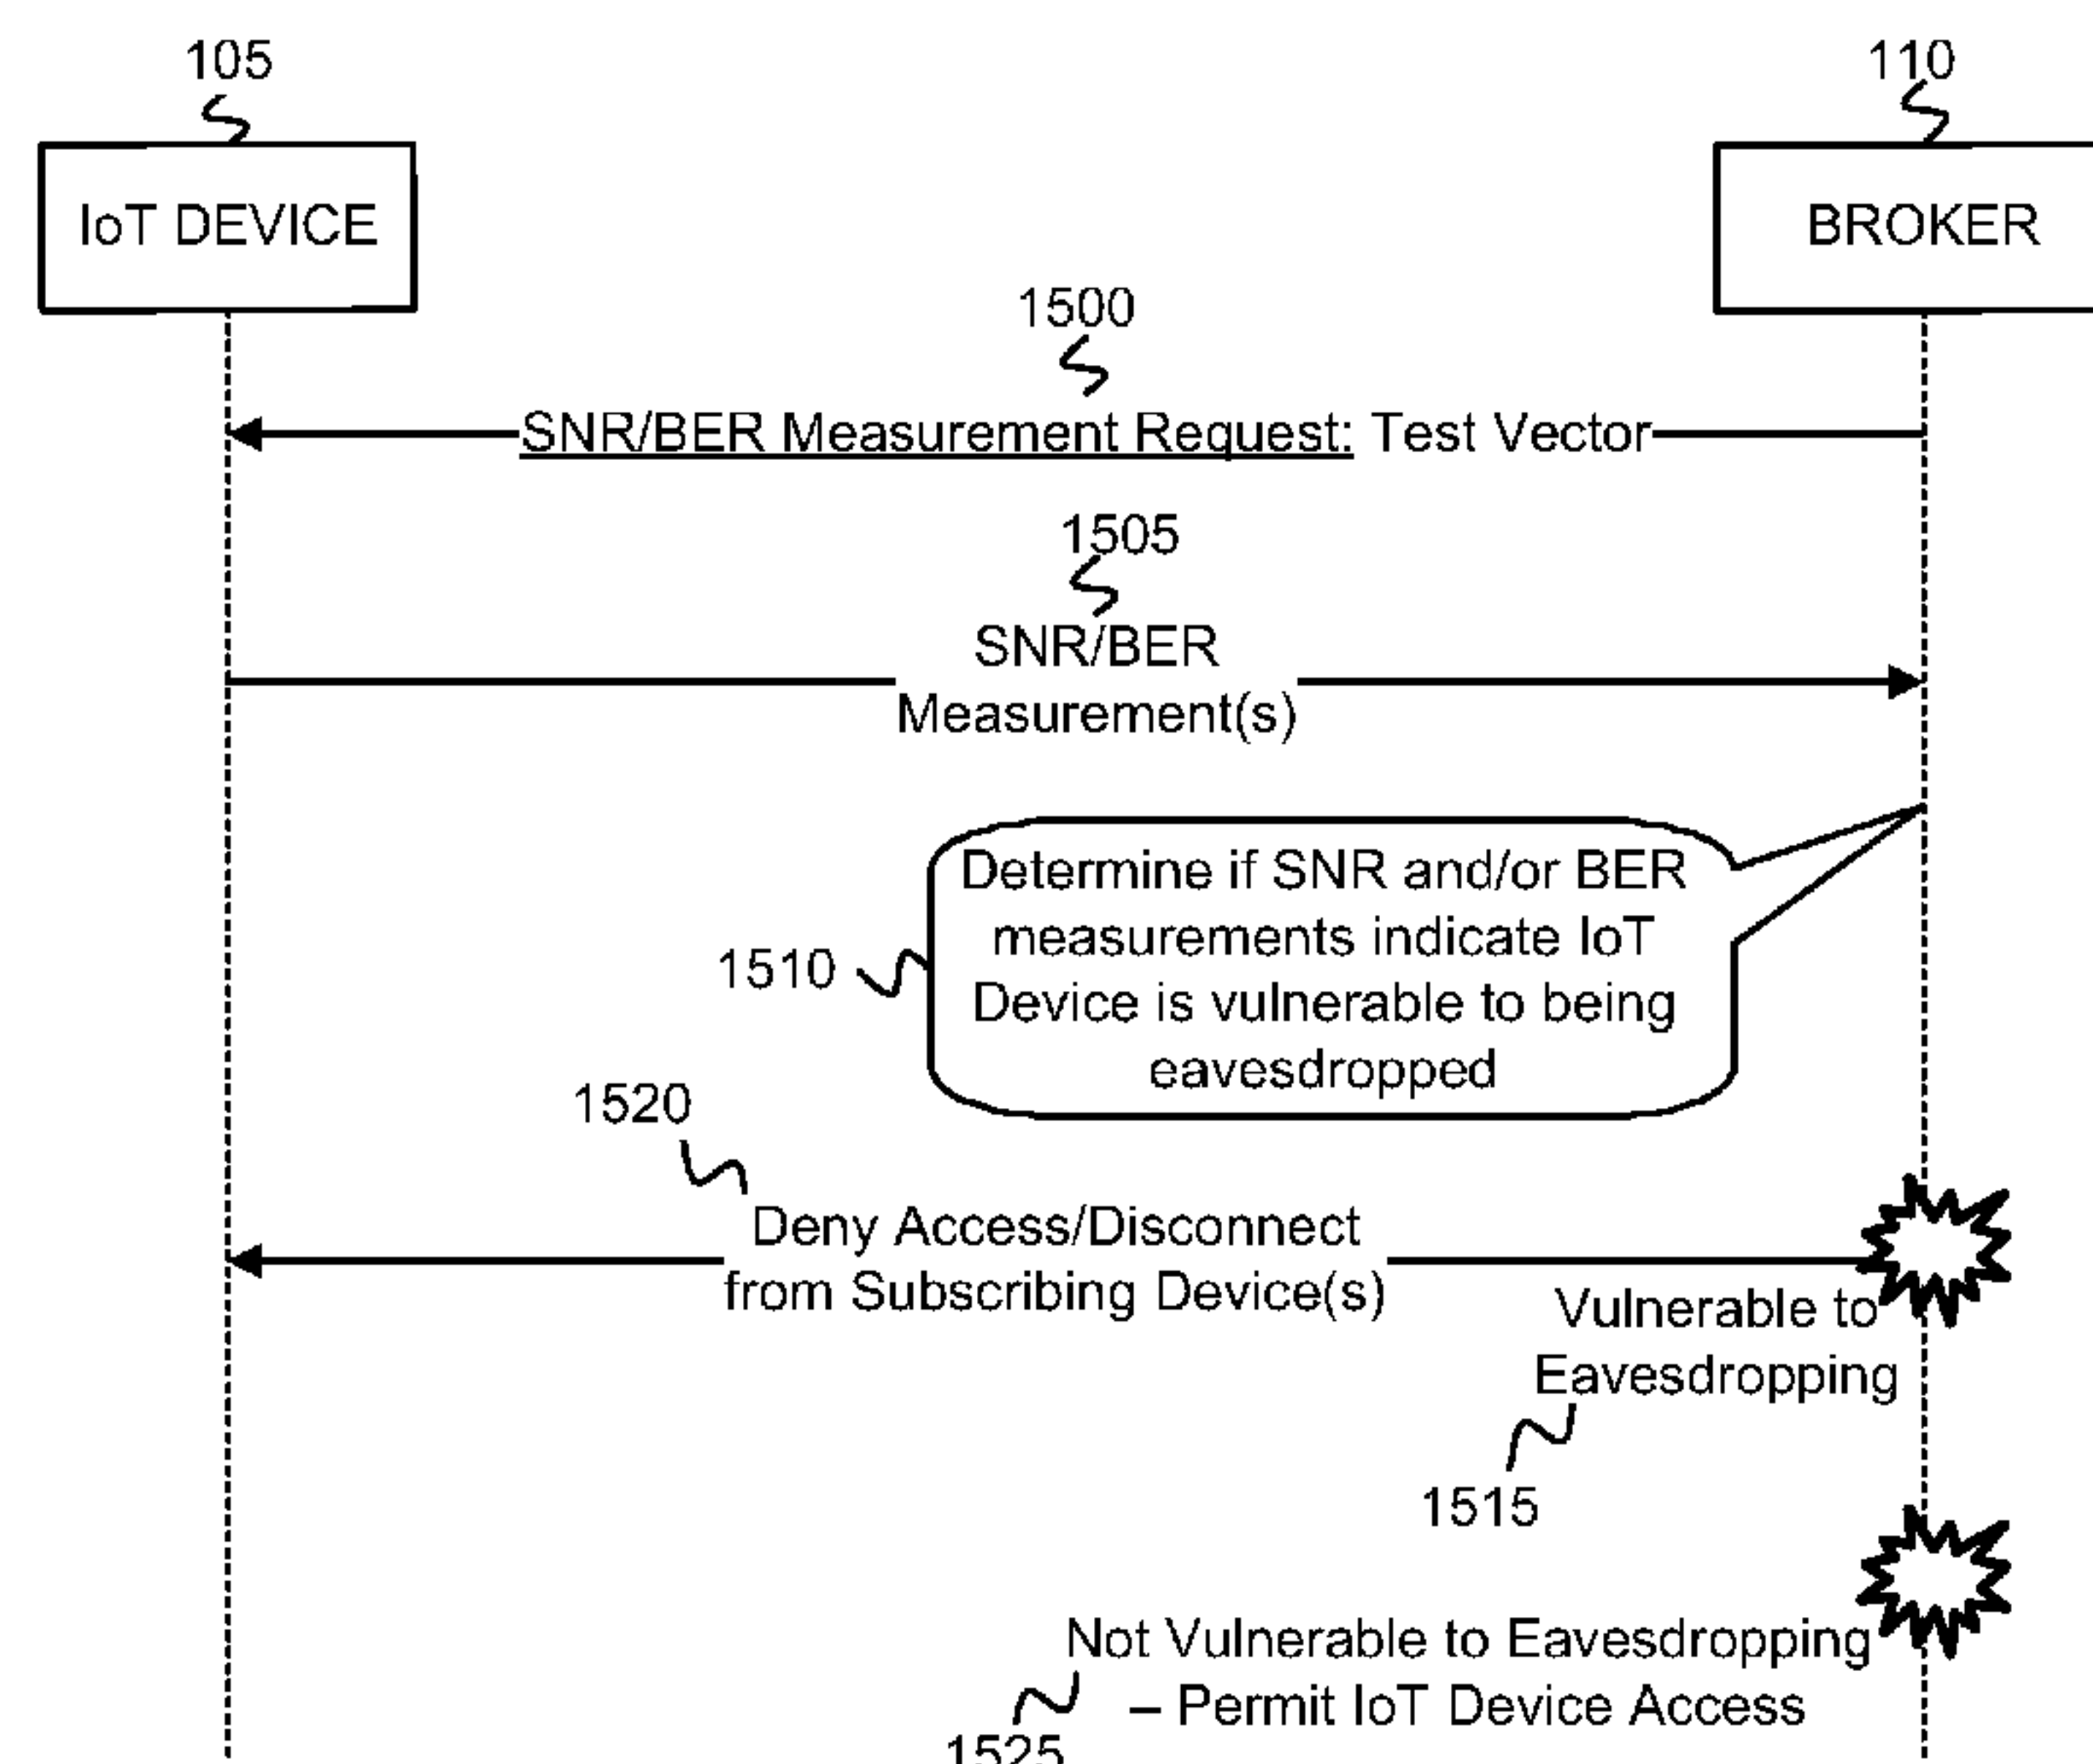 105
110
IoT DEVICE
BROKER
1500
SNR/BER Measurement Request: Test Vector
1505
SNR/BER
Measurement(s)
Determine if SNR and/or BER
measurements indicate IoT
Device is vulnerable to being
eavesdropped
1510
1520
Deny Access/Disconnect
from Subscribing Device(s)
Vulnerable to
Eavesdropping
1515
Not Vulnerable to Eavesdropping
– Permit IoT Device Access
1525